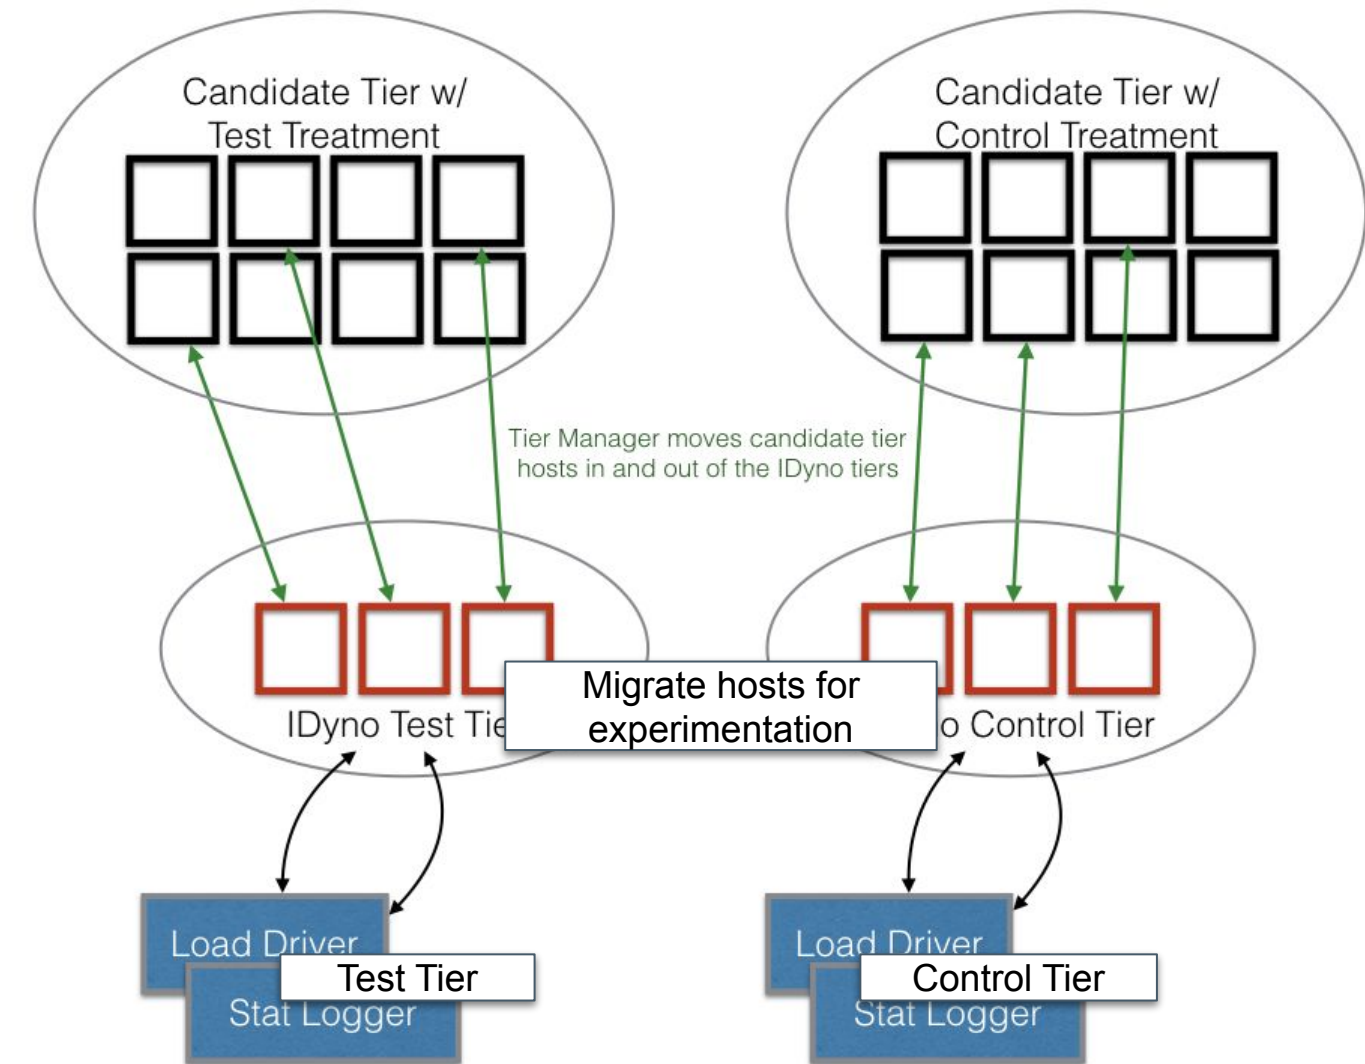 Candidate Tier w/
Test Treatment
Candidate Tier w/
Control Treatment
Tier Manager moves candidate tier
hosts in and out of the IDyno tiers
Migrate hosts for
experimentation
IDyno Test
Control Tier
Load Driver
Test Tier
Stat Logger
Load Driver
Control Tier
Stat Logger